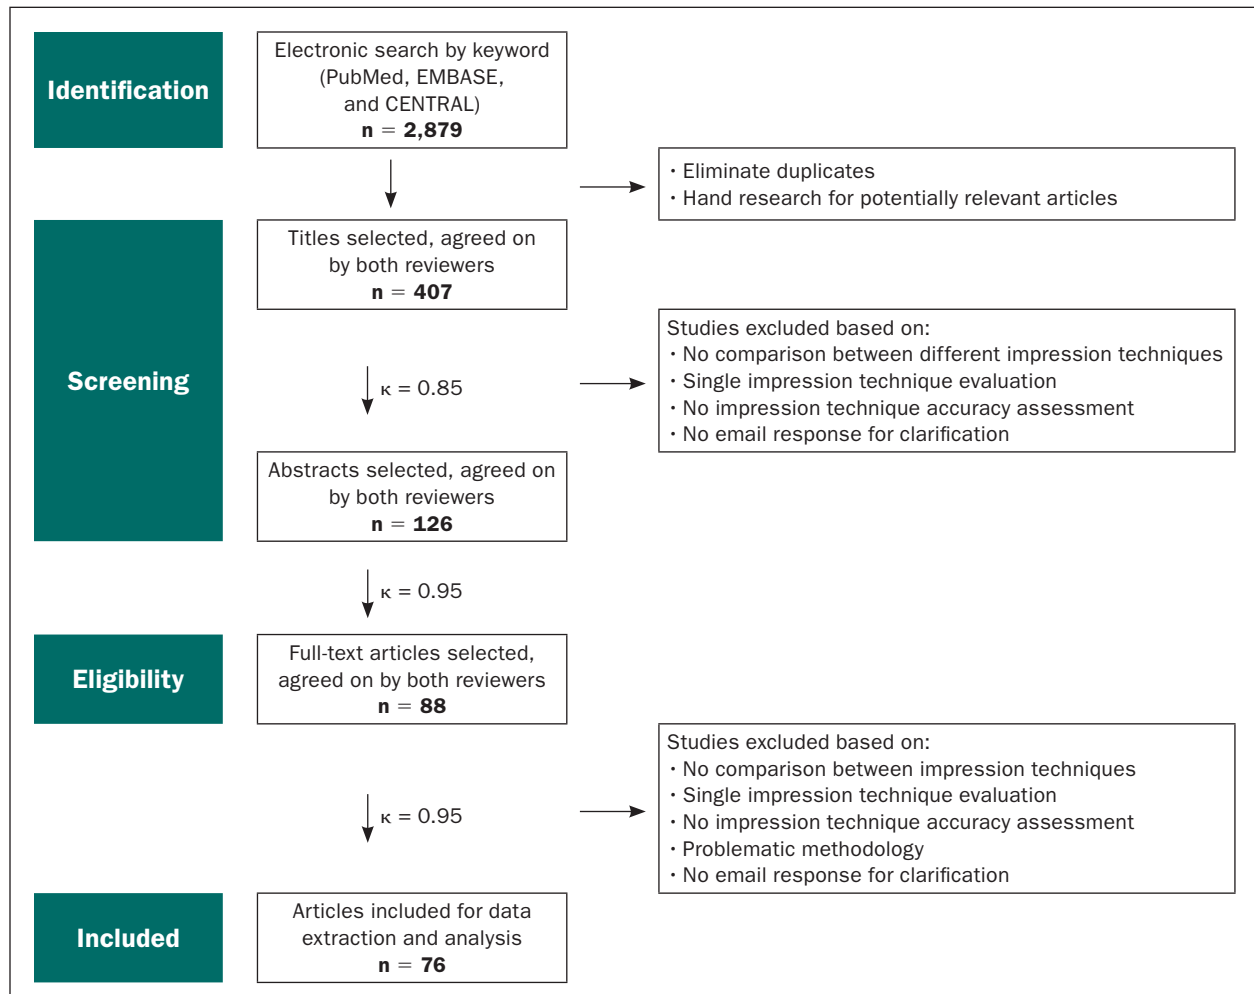 Identification
Electronic search by keyword
(PubMed, EMBASE,
and CENTRAL)
n = 2,879
· Eliminate duplicates
· Hand research for potentially relevant articles
Screening
Titles selected, agreed on
by both reviewers
n = 407
κ = 0.85
Studies excluded based on:
· No comparison between different impression techniques
· Single impression technique evaluation
· No impression technique accuracy assessment
· No email response for clarification
Abstracts selected, agreed on
by both reviewers
n = 126
κ = 0.95
Eligibility
Full-text articles selected,
agreed on by both reviewers
n = 88
κ = 0.95
Studies excluded based on:
· No comparison between impression techniques
· Single impression technique evaluation
· No impression technique accuracy assessment
· Problematic methodology
· No email response for clarification
Included
Articles included for data
extraction and analysis
n = 76